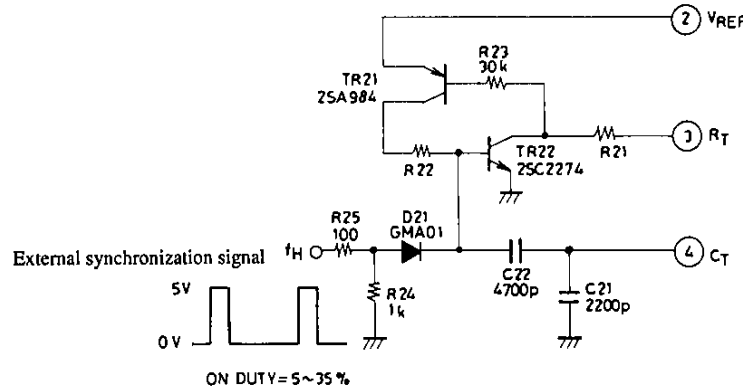 2 VREF
R23
30k
TR21
2SA984
3 RT
R22
TR22
2SC2274
R21
R25
100
D21
GMA01
External synchronization signal
fH
4 CT
C22
4700p
C21
2200p
R24
1k
5V
0V
ON DUTY=5~35%